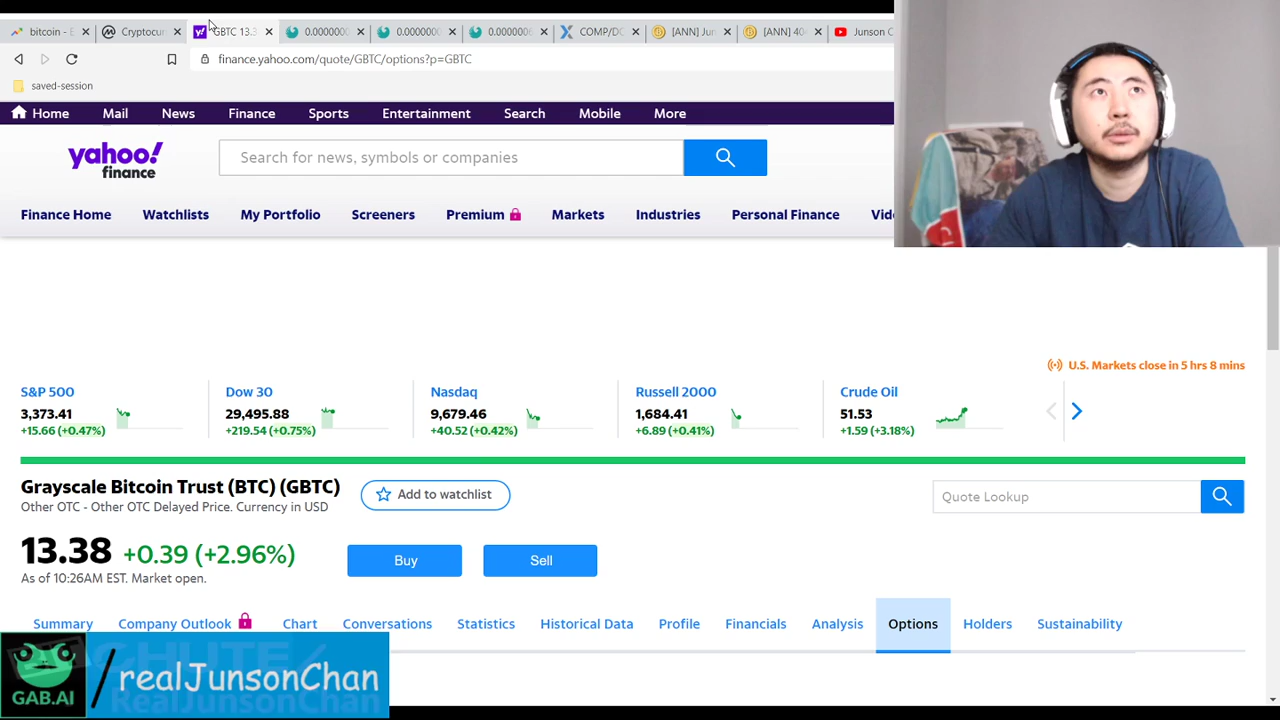 bitcoin - E
Cryptocur
GBTC 13.3
0.0000000
0.000000
0.0000000
COMP/DC
[ANN] Jun
[ANN] 40
Junson C
finance.yahoo.com/quote/GBTC/options?p=GBTC
saved-session
Home Mail News Finance Sports Entertainment Search Mobile More
yahoo!
finance
Search for news, symbols or companies
Finance Home Watchlists My Portfolio Screeners Premium Markets Industries Personal Finance Vid
U.S. Markets close in 5 hrs 8 mins
S&P 500
3,373.41
+15.66 (+0.47%)
Dow 30
29,495.88
+219.54 (+0.75%)
Nasdaq
9,679.46
+40.52 (+0.42%)
Russell 2000
1,684.41
+6.89 (+0.41%)
Crude Oil
51.53
+1.59 (+3.18%)
Grayscale Bitcoin Trust (BTC) (GBTC)
Add to watchlist
Other OTC - Other OTC Delayed Price. Currency in USD
Quote Lookup
13.38 +0.39 (+2.96%)
As of 10:26AM EST. Market open.
Buy
Sell
Summary Company Outlook Chart Conversations Statistics Historical Data Profile Financials Analysis Options Holders Sustainability
GAB.AI
/realJunsonChan
RealJunsonChan